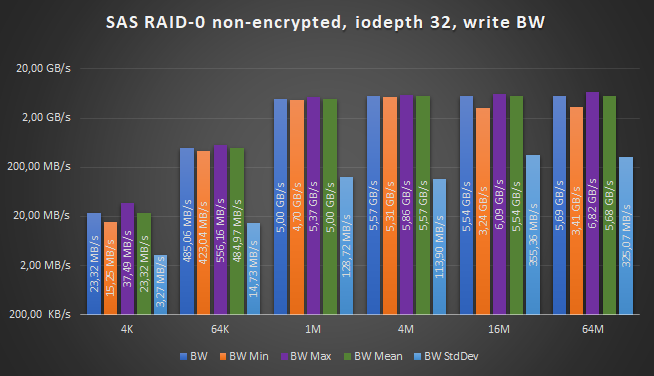 SAS RAID-0 non-encrypted, iodepth 32, write BW
20,00 GB/s
2,00 GB/s
200,00 MB/s
20,00 MB/s
2,00 MB/s
200,00 KB/s
23,32 MB/s
15,25 MB/s
37,49 MB/s
23,32 MB/s
3,27 MB/s
485,06 MB/s
423,04 MB/s
556,16 MB/s
484,97 MB/s
14,73 MB/s
5,00 GB/s
4,70 GB/s
5,37 GB/s
5,00 GB/s
128,72 MB/s
5,57 GB/s
5,31 GB/s
5,86 GB/s
5,57 GB/s
113,90 MB/s
5,54 GB/s
3,24 GB/s
6,09 GB/s
5,54 GB/s
355,36 MB/s
5,69 GB/s
3,41 GB/s
6,82 GB/s
5,68 GB/s
325,07 MB/s
4K 64K 1M 4M 16M 64M
BW BW Min BW Max BW Mean BW StdDev